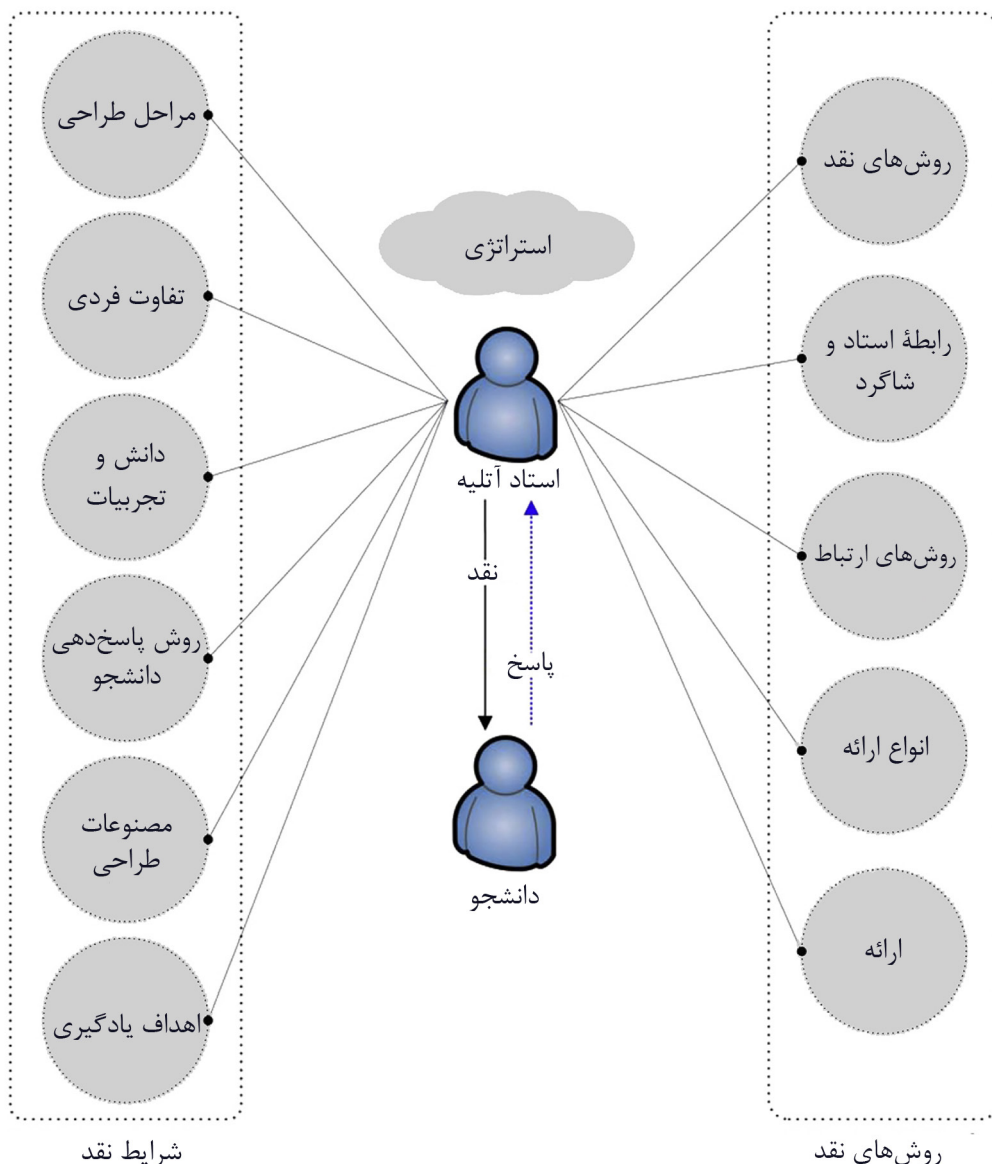 روش‌های نقد
رابطهٔ استاد و
شاگرد
روش‌های ارتباط
انواع ارائه
ارائه
روش‌های نقد
استراتژی
استاد آتلیه
نقد
پاسخ
دانشجو
مراحل طراحی
تفاوت فردی
دانش و
تجربیات
روش پاسخ‌دهی
دانشجو
مصنوعات
طراحی
اهداف یادگیری
شرایط نقد